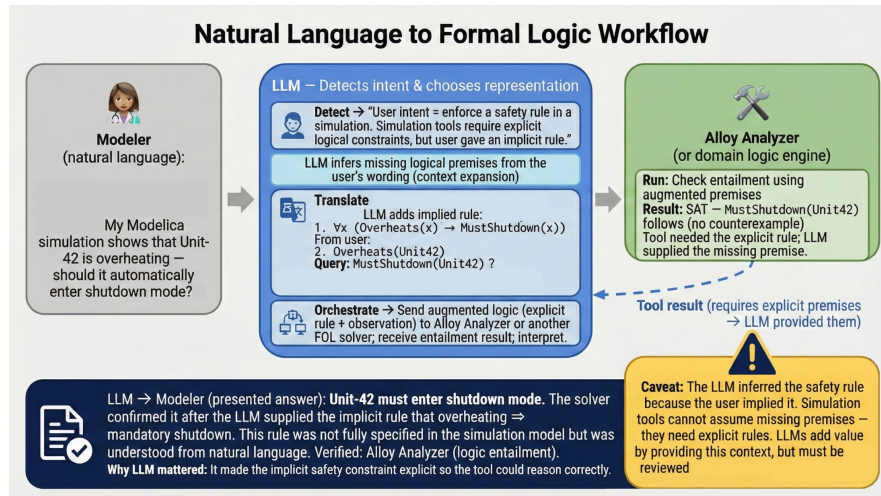 Natural Language to Formal Logic Workflow
Modeler
(natural language):
My Modelica
simulation shows that Unit-
42 is overheating —
should it automatically
enter shutdown mode?
LLM — Detects intent & chooses representation
Detect → “User intent = enforce a safety rule in a
simulation. Simulation tools require explicit
logical constraints, but user gave an implicit rule.”
LLM infers missing logical premises from the
user's wording (context expansion)
Translate
LLM adds implied rule:
1. ∀x (Overheats(x) → MustShutdown(x))
From user:
2. Overheats(Unit42)
Query: MustShutdown(Unit42) ?
Orchestrate → Send augmented logic (explicit
rule + observation) to Alloy Analyzer or another
FOL solver; receive entailment result; interpret.
Alloy Analyzer
(or domain logic engine)
Run: Check entailment using
augmented premises
Result: SAT — MustShutdown(Unit42)
follows (no counterexample)
Tool needed the explicit rule; LLM
supplied the missing premise.
Tool result (requires explicit premises
→ LLM provided them)
LLM → Modeler (presented answer): Unit-42 must enter shutdown mode. The solver
confirmed it after the LLM supplied the implicit rule that overheating ⇒
mandatory shutdown. This rule was not fully specified in the simulation model but was
understood from natural language. Verified: Alloy Analyzer (logic entailment).
Why LLM mattered: It made the implicit safety constraint explicit so the tool could reason correctly.
Caveat: The LLM inferred the safety rule
because the user implied it. Simulation
tools cannot assume missing premises —
they need explicit rules. LLMs add value
by providing this context, but must be
reviewed